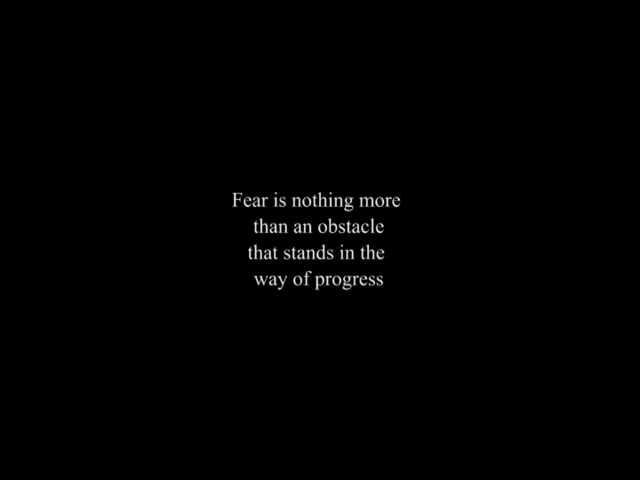 Fear is nothing more
than an obstacle
that stands in the
way of progress